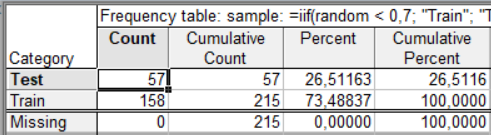 Frequency table: sample: =iif(random < 0,7; "Train"; "T
Category Count Cumulative Count Percent Cumulative Percent
Test 57 57 26,51163 26,5116
Train 158 215 73,48837 100,0000
Missing 0 215 0,00000 100,0000